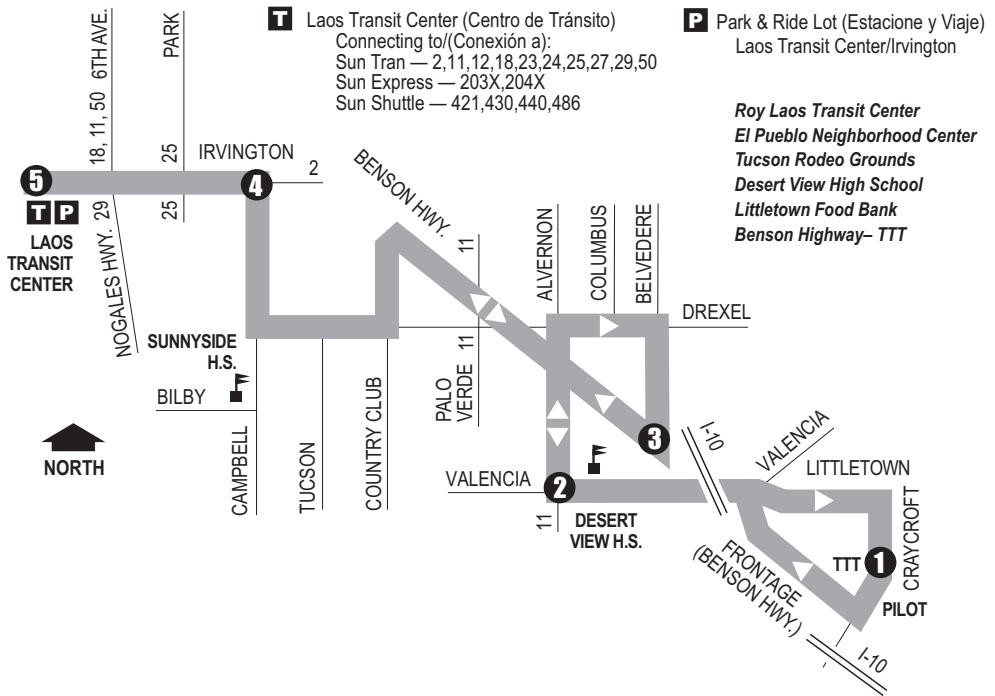 T Laos Transit Center (Centro de Tránsito)
Connecting to/(Conexión a):
Sun Tran — 2,11,12,18,23,24,25,27,29,50
Sun Express — 203X,204X
Sun Shuttle — 421,430,440,486
P Park & Ride Lot (Estacione y Viaje)
Laos Transit Center/Irvington
Roy Laos Transit Center
El Pueblo Neighborhood Center
Tucson Rodeo Grounds
Desert View High School
Littletown Food Bank
Benson Highway– TTT
18, 11, 50 6TH AVE.
PARK
25
IRVINGTON
2
5
4
T P
LAOS
TRANSIT
CENTER
NOGALES HWY. 29
25
BENSON HWY.
11
ALVERNON
COLUMBUS
BELVEDERE
DREXEL
SUNNYSIDE
H.S.
BILBY
NORTH
CAMPBELL
TUCSON
COUNTRY CLUB
PALO
VERDE
11
3
I-10
VALENCIA
LITTLETOWN
VALENCIA
2
11
DESERT
VIEW H.S.
CRAYCROFT
TTT 1
PILOT
FRONTAGE
(BENSON HWY.)
I-10